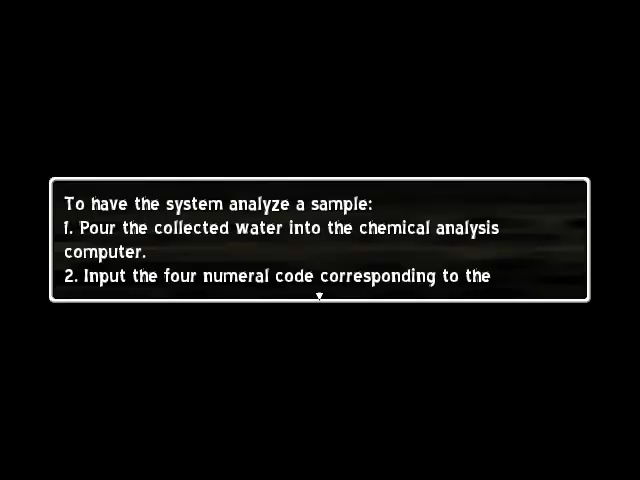 To have the system analyze a sample:
1. Pour the collected water into the chemical analysis
computer.
2. Input the four numeral code corresponding to the